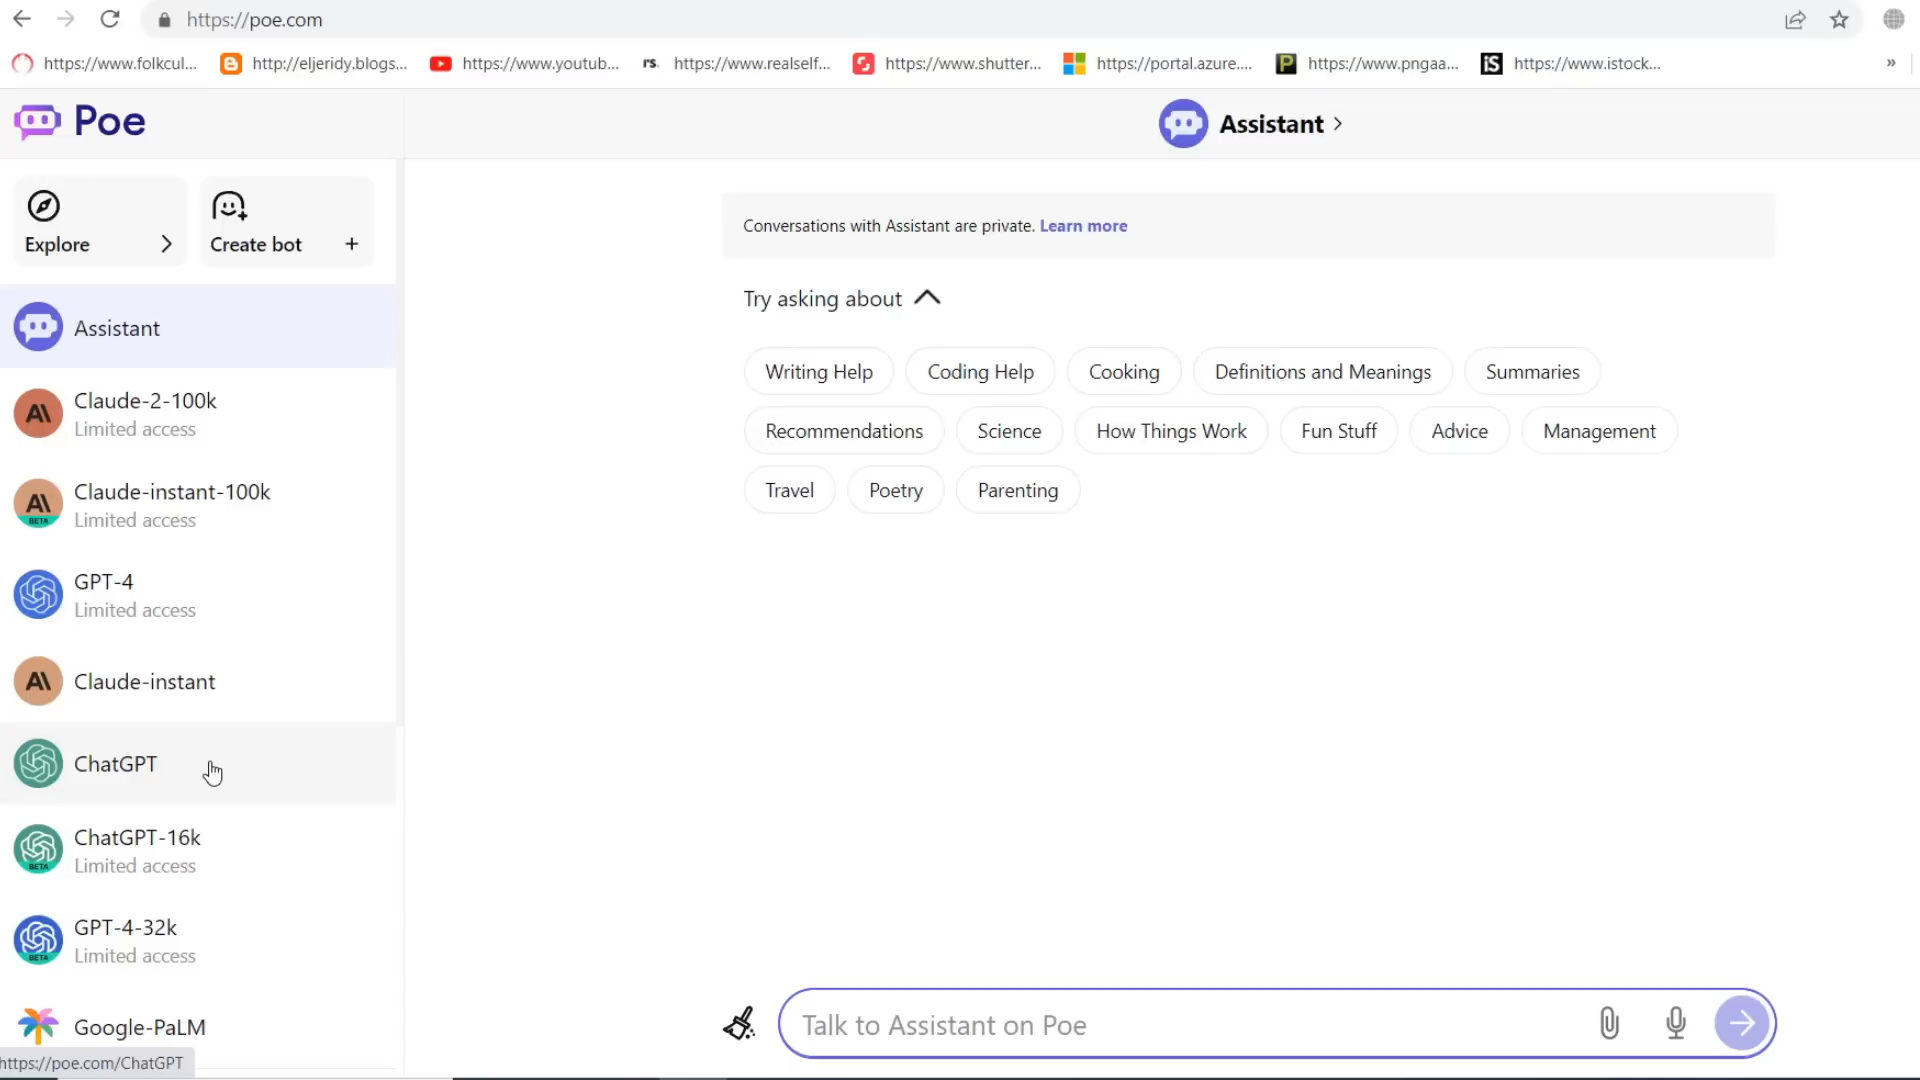 https://poe.com
https://www.folkcul...
http://eljeridy.blogs...
https://www.youtub...
rs.
https://www.realself...
https://www.shutter...
https://portal.azure....
P
https://www.pngaa...
iS
https://www.istock...
»
Poe
Assistant
Explore
Create bot +
Conversations with Assistant are private. Learn more
Try asking about
Writing Help
Coding Help
Cooking
Definitions and Meanings
Summaries
Recommendations
Science
How Things Work
Fun Stuff
Advice
Management
Travel
Poetry
Parenting
Assistant
Claude-2-100k
Limited access
BETA
Claude-instant-100k
Limited access
GPT-4
Limited access
Claude-instant
ChatGPT
BETA
ChatGPT-16k
Limited access
BETA
GPT-4-32k
Limited access
Google-PaLM
https://poe.com/ChatGPT
Talk to Assistant on Poe